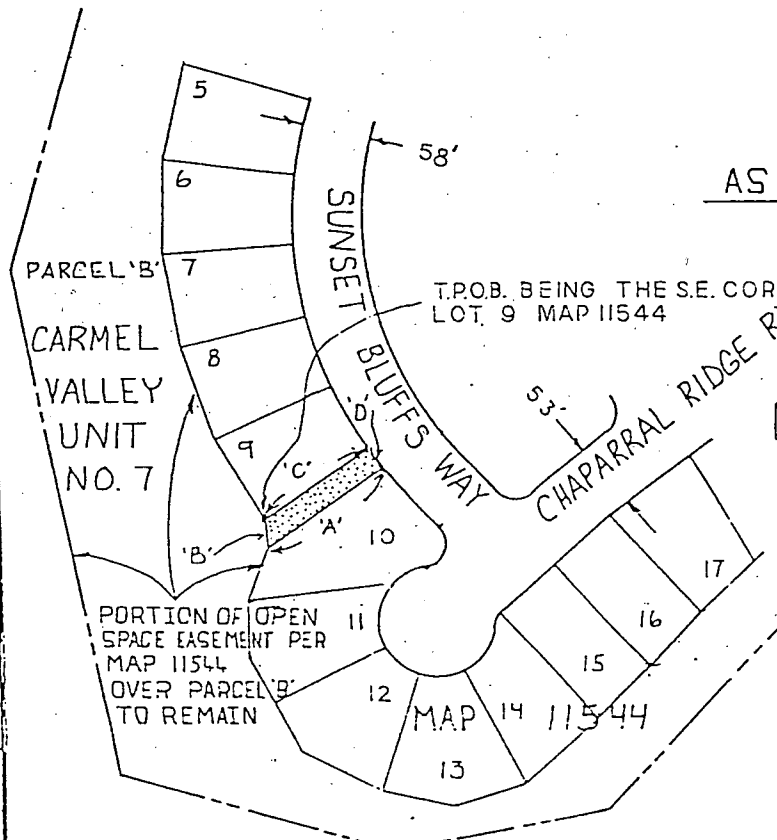 5
58'
6
AS
SUNSET BLUFFS WAY
PARCEL 'B'
7
T.P.O.B. BEING THE S.E. COR
LOT 9 MAP 11544
CARMEL
VALLEY
UNIT
NO. 7
8
CHAPARRAL RIDGE R
53'
'D'
9
'C'
'A'
'B'
10
17
PORTION OF OPEN
SPACE EASEMENT PER
MAP 11544
OVER PARCEL 'B'
TO REMAIN
11
16
15
12
MAP 11544
14
13